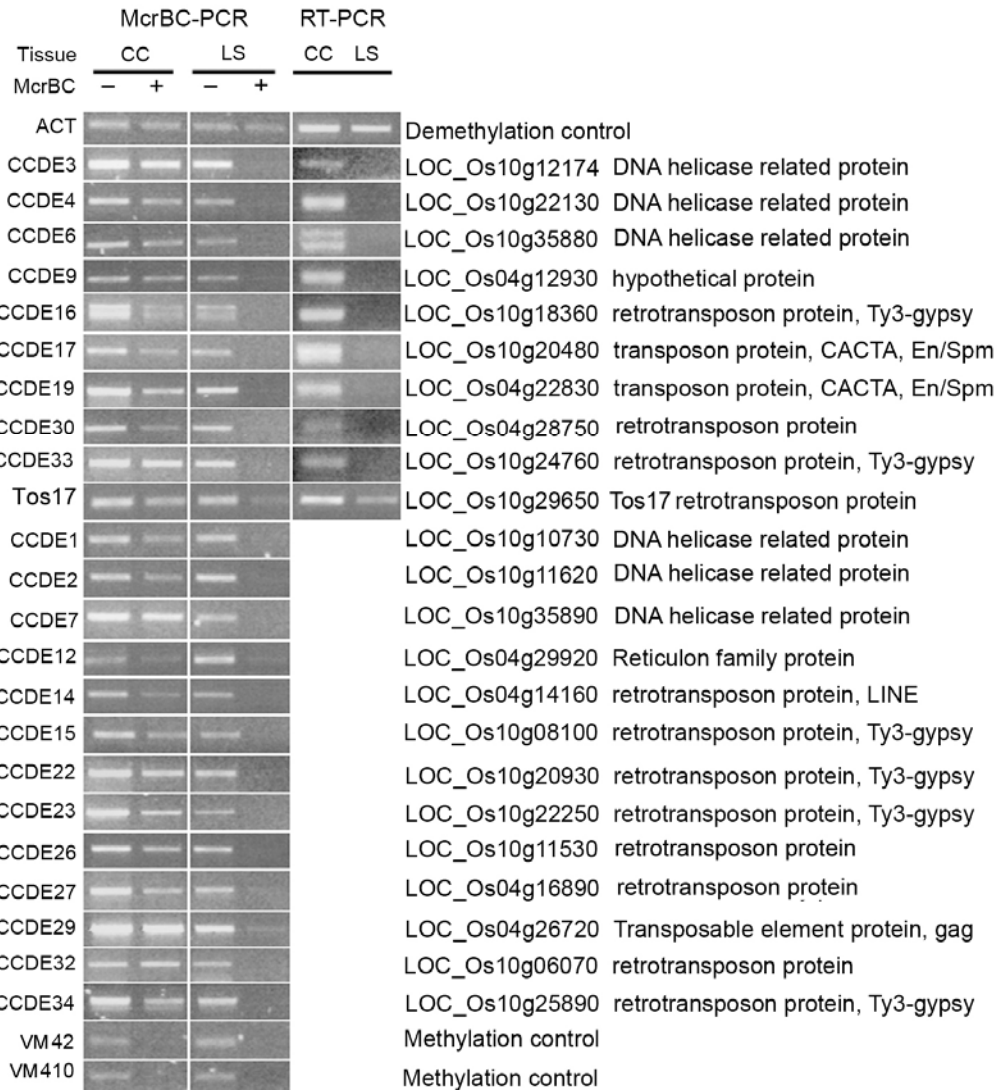 McrBC-PCR RT-PCR
Tissue CC LS CC LS
McrBC – + – +
ACT Demethylation control
CCDE3 LOC_Os10g12174 DNA helicase related protein
CCDE4 LOC_Os10g22130 DNA helicase related protein
CCDE6 LOC_Os10g35880 DNA helicase related protein
CCDE9 LOC_Os04g12930 hypothetical protein
CCDE16 LOC_Os10g18360 retrotransposon protein, Ty3-gypsy
CCDE17 LOC_Os10g20480 transposon protein, CACTA, En/Spm
CCDE19 LOC_Os04g22830 transposon protein, CACTA, En/Spm
CCDE30 LOC_Os04g28750 retrotransposon protein
CCDE33 LOC_Os10g24760 retrotransposon protein, Ty3-gypsy
Tos17 LOC_Os10g29650 Tos17 retrotransposon protein
CCDE1 LOC_Os10g10730 DNA helicase related protein
CCDE2 LOC_Os10g11620 DNA helicase related protein
CCDE7 LOC_Os10g35890 DNA helicase related protein
CCDE12 LOC_Os04g29920 Reticulon family protein
CCDE14 LOC_Os04g14160 retrotransposon protein, LINE
CCDE15 LOC_Os10g08100 retrotransposon protein, Ty3-gypsy
CCDE22 LOC_Os10g20930 retrotransposon protein, Ty3-gypsy
CCDE23 LOC_Os10g22250 retrotransposon protein, Ty3-gypsy
CCDE26 LOC_Os10g11530 retrotransposon protein
CCDE27 LOC_Os04g16890 retrotransposon protein
CCDE29 LOC_Os04g26720 Transposable element protein, gag
CCDE32 LOC_Os10g06070 retrotransposon protein
CCDE34 LOC_Os10g25890 retrotransposon protein, Ty3-gypsy
VM42 Methylation control
VM410 Methylation control